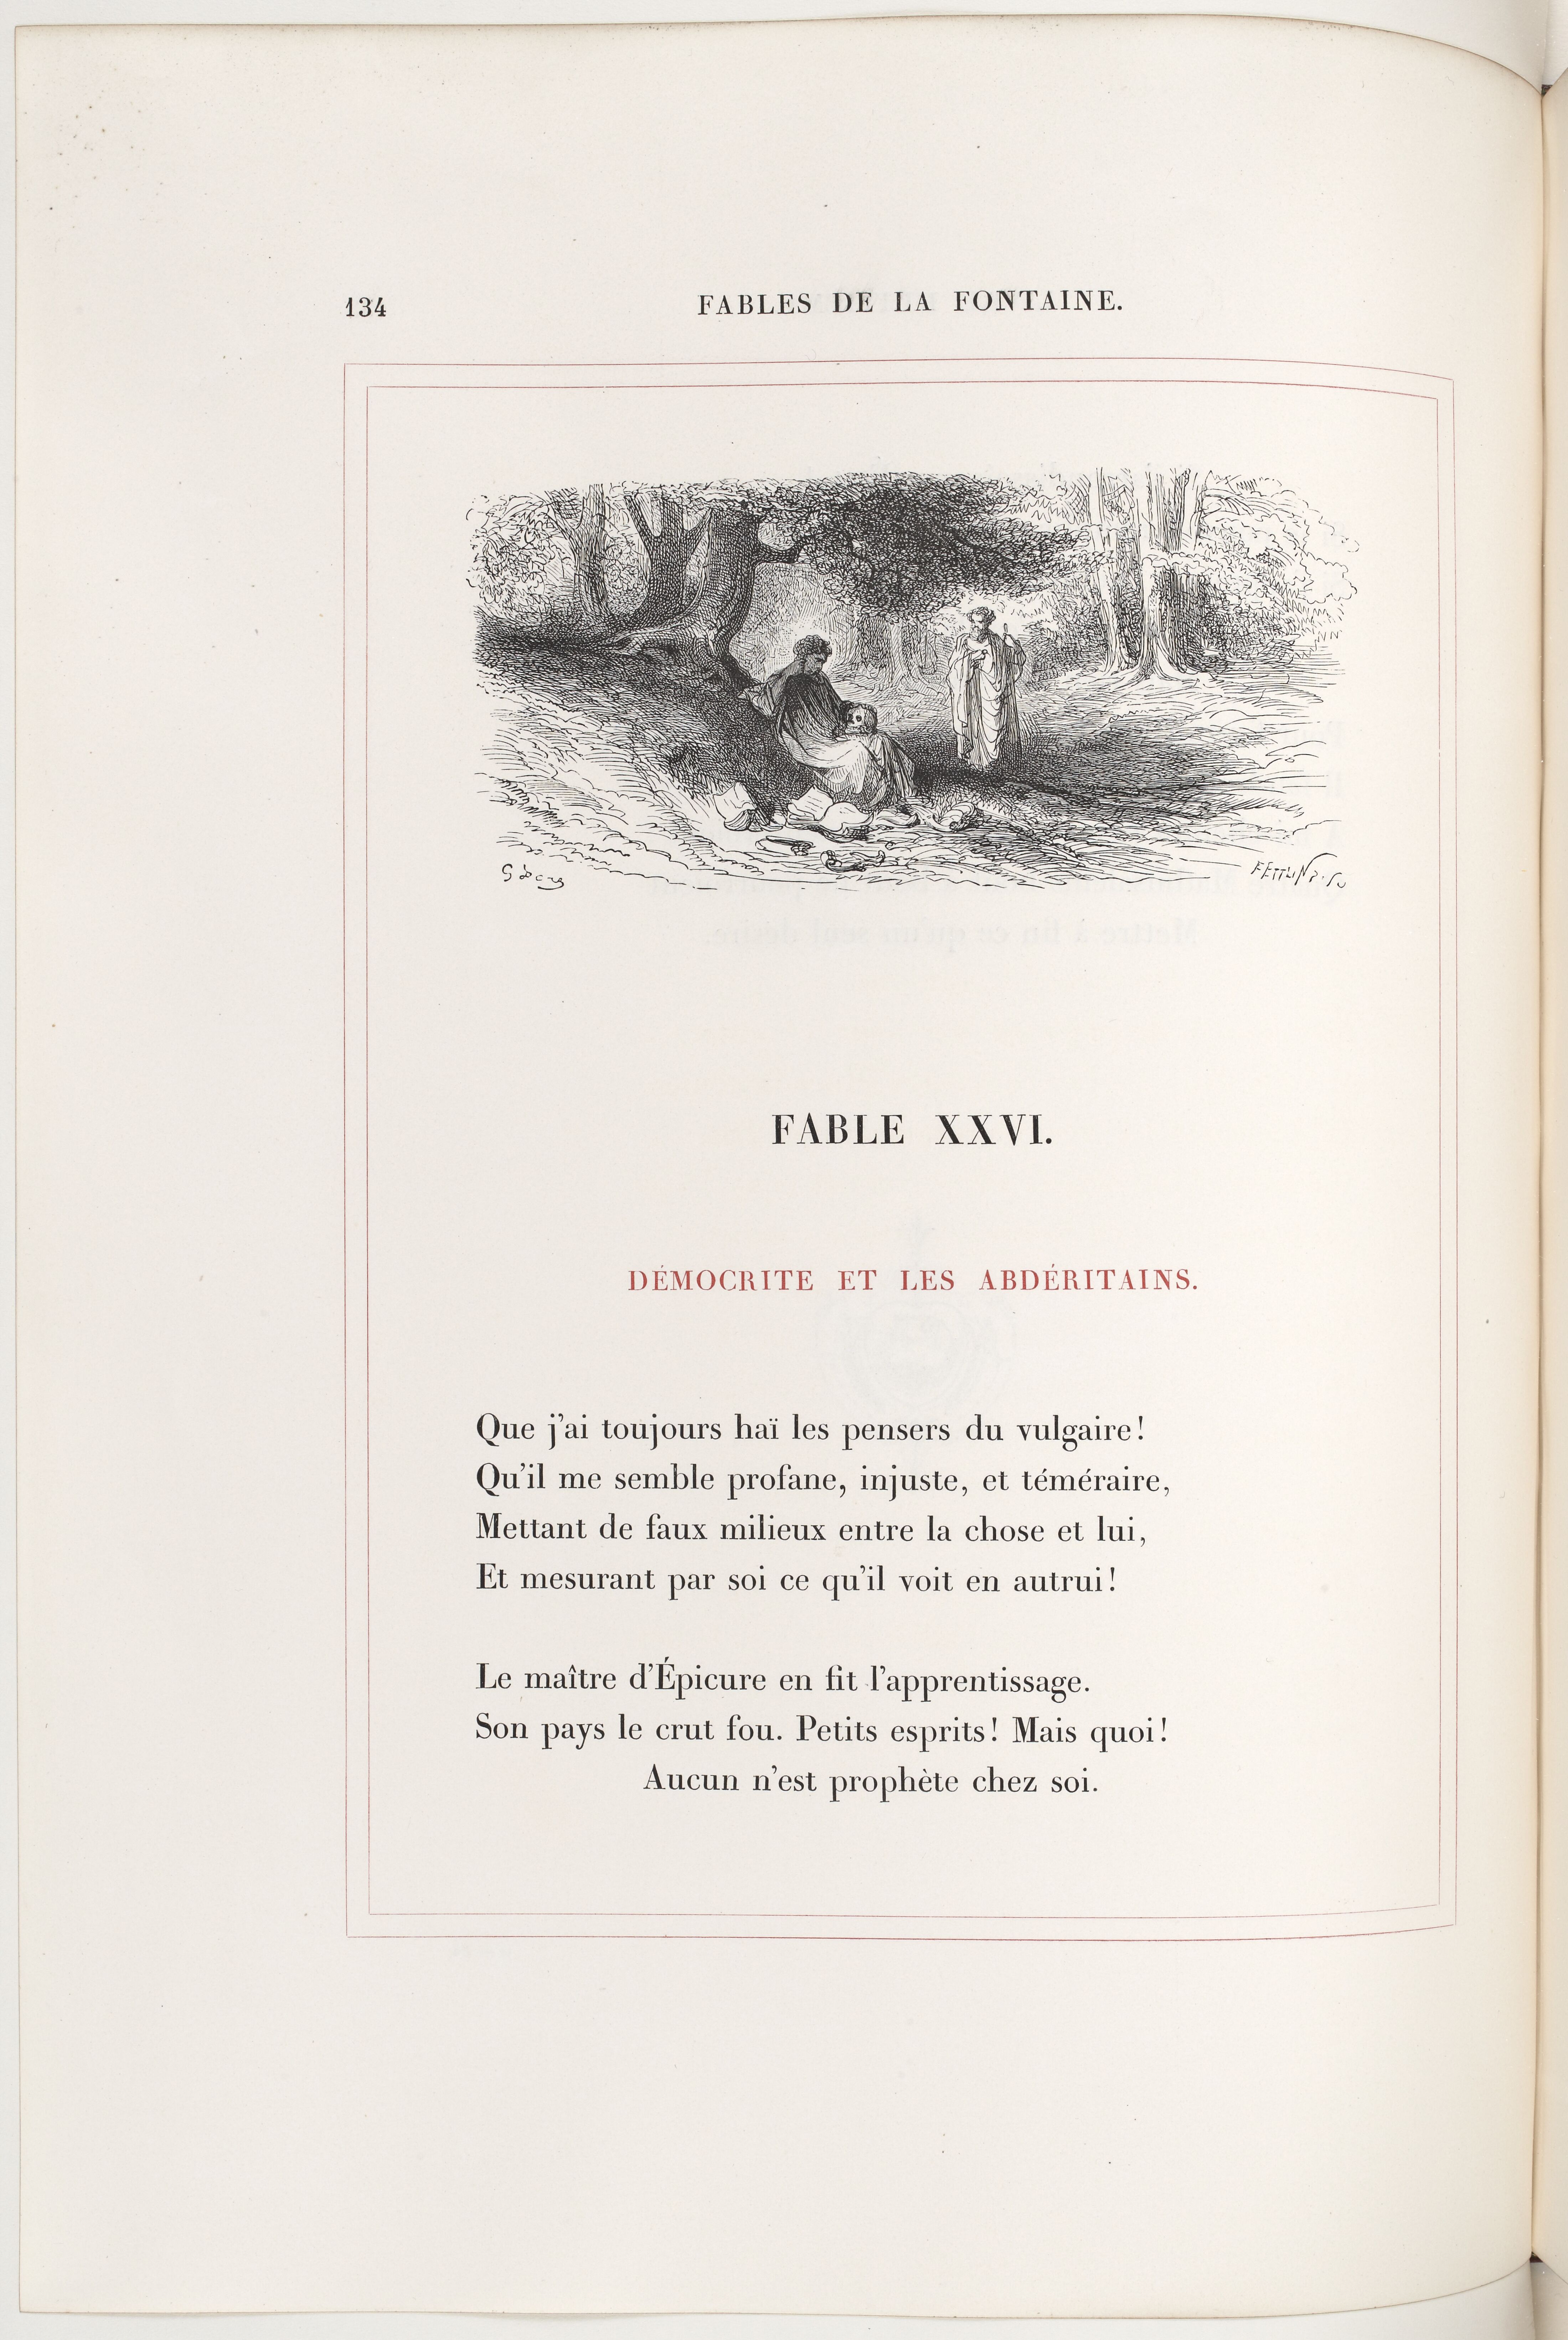 134
FABLES DE LA FONTAINE.
G Doré
FABLE XXVI.
DÉMOCRITE ET LES ABDÉRITAINS.
Que j'ai toujours haï les pensers du vulgaire!
Qu'il me semble profane, injuste, et téméraire,
Mettant de faux milieux entre la chose et lui,
Et mesurant par soi ce qu'il voit en autrui!
Le maître d'Épicure en fit l'apprentissage.
Son pays le crut fou. Petits esprits! Mais quoi!
Aucun n'est prophète chez soi.